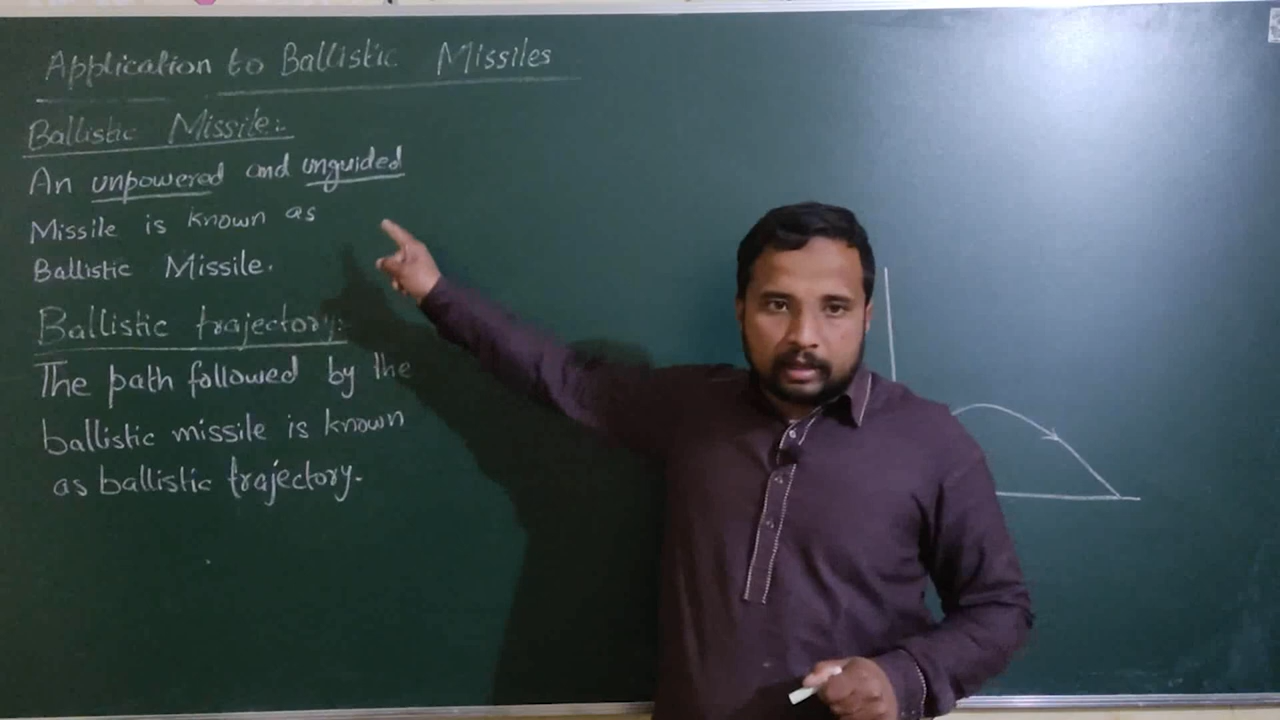 Application to Ballistic Missiles
Ballistic Missile:
An unpowered and unguided
Missile is known as
Ballistic Missile.
Ballistic trajectory:
The path followed by the
ballistic missile is known
as ballistic trajectory.